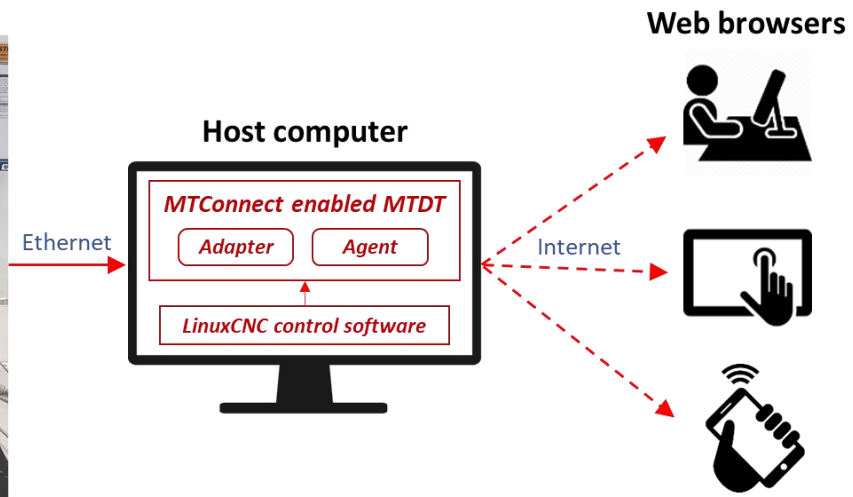 Web browsers
Host computer
MTConnect enabled MTDT
Adapter
Agent
LinuxCNC control software
Ethernet
Internet